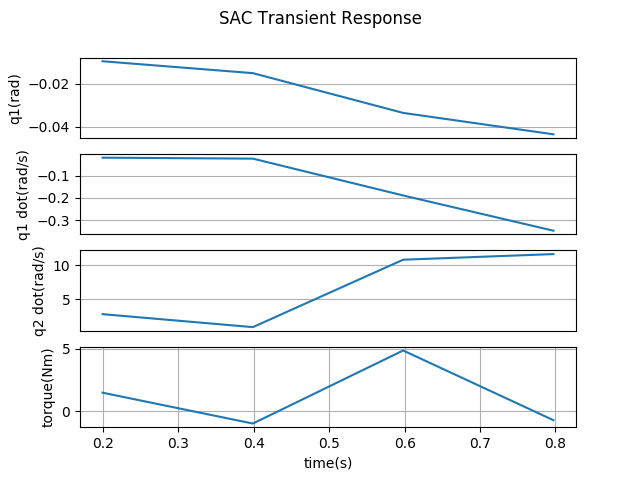 SAC Transient Response
q1(rad)
−0.02
−0.04
q1 dot(rad/s)
−0.1
−0.2
−0.3
q2 dot(rad/s)
10
5
torque(Nm)
5
0
0.2 0.3 0.4 0.5 0.6 0.7 0.8
time(s)